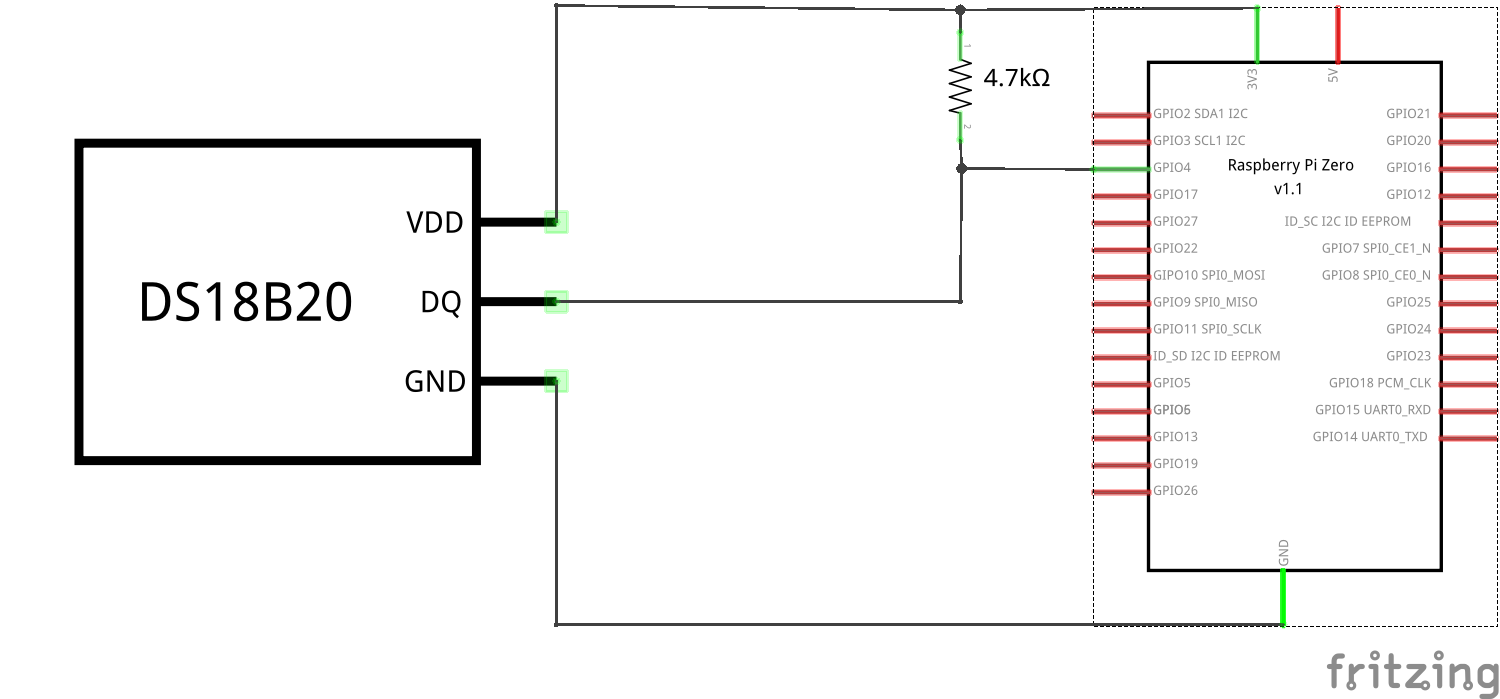 DS18B20
VDD
DQ
GND
1
4.7kΩ
2
3V3
5V
Raspberry Pi Zero
v1.1
GPIO2 SDA1 I2C
GPIO3 SCL1 I2C
GPIO4
GPIO17
GPIO27
GPIO22
GIPO10 SPI0_MOSI
GPIO9 SPI0_MISO
GPIO11 SPI0_SCLK
ID_SD I2C ID EEPROM
GPIO5
GPIO6
GPIO13
GPIO19
GPIO26
GPIO21
GPIO20
GPIO16
GPIO12
ID_SC I2C ID EEPROM
GPIO7 SPI0_CE1_N
GPIO8 SPI0_CE0_N
GPIO25
GPIO24
GPIO23
GPIO18 PCM_CLK
GPIO15 UART0_RXD
GPIO14 UART0_TXD
GND
fritzing